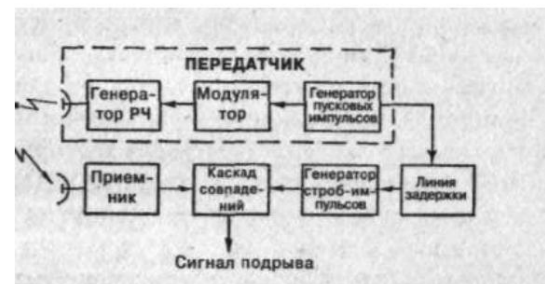 ПЕРЕДАТЧИК
Генера-
тор РЧ
Модуля-
тор
Генератор
пусковых
импульсов
Прием-
ник
Каскад
совпаде-
ний
Генератор
строб-им-
пульсов
Линия
задержки
Сигнал подрыва